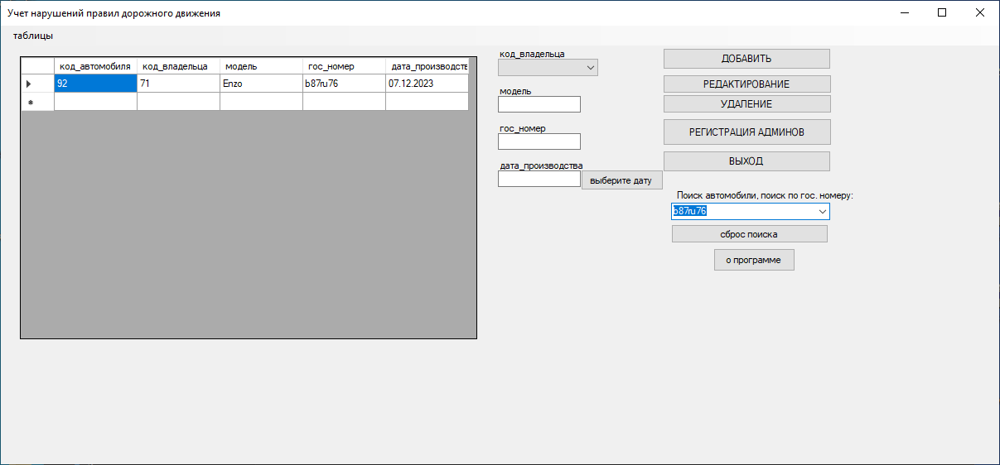 Учет нарушений правил дорожного движения
таблицы
код_автомобиля код_владельца модель гос_номер дата_производсте
92 71 Enzo b87ru76 07.12.2023
код_владельца
модель
гос_номер
дата_производства
выберите дату
ДОБАВИТЬ
РЕДАКТИРОВАНИЕ
УДАЛЕНИЕ
РЕГИСТРАЦИЯ АДМИНОВ
ВЫХОД
Поиск автомобили, поиск по гос. номеру:
b87ru76
сброс поиска
о программе